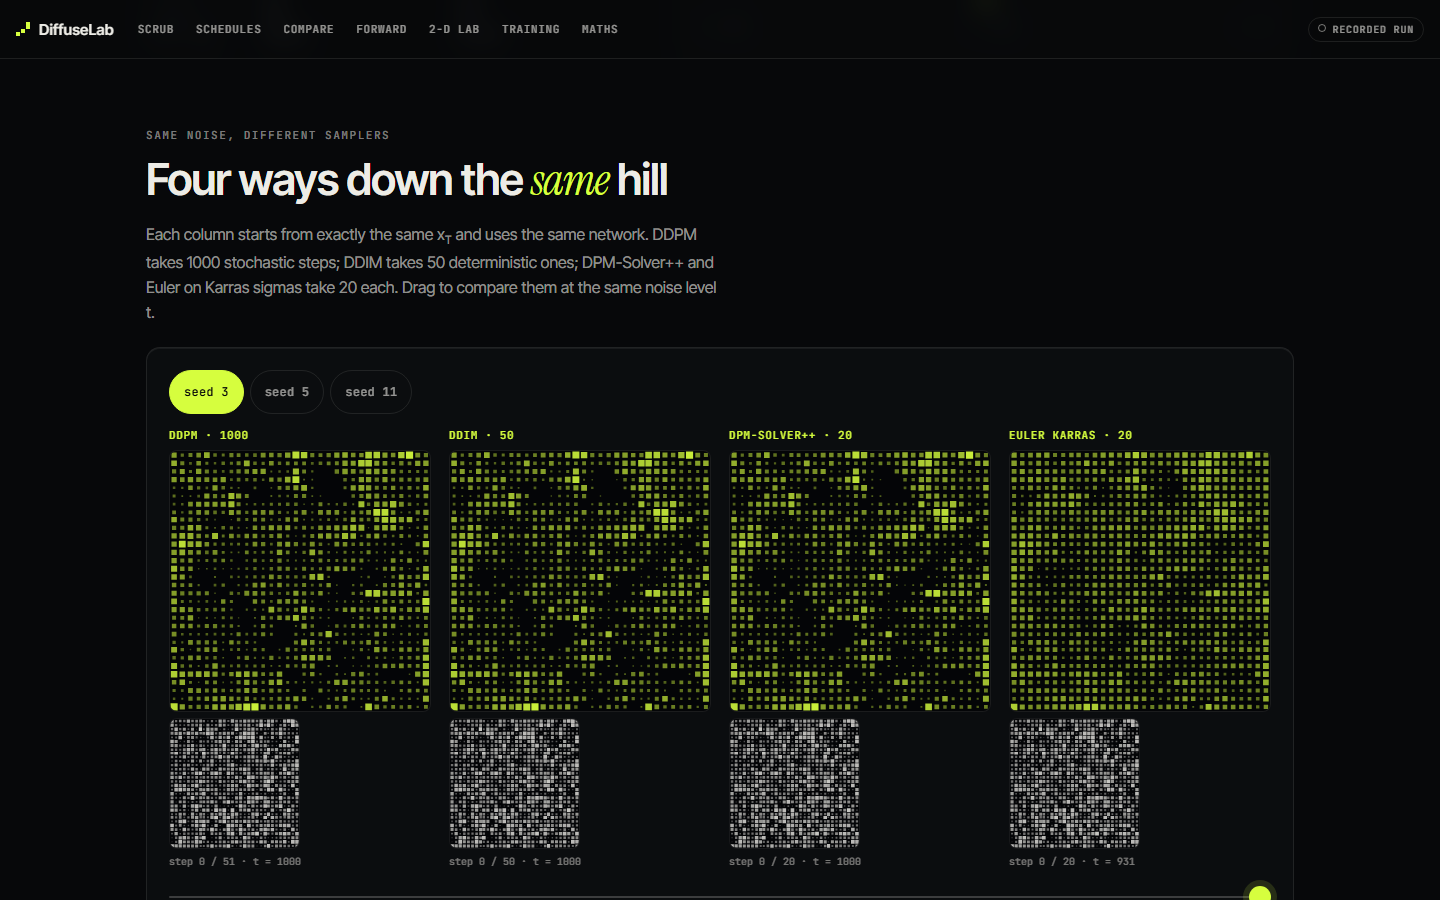 DiffuseLab SCRUB SCHEDULES COMPARE FORWARD 2-D LAB TRAINING MATHS RECORDED RUN
SAME NOISE, DIFFERENT SAMPLERS
Four ways down the same hill
Each column starts from exactly the same xT and uses the same network. DDPM
takes 1000 stochastic steps; DDIM takes 50 deterministic ones; DPM-Solver++ and
Euler on Karras sigmas take 20 each. Drag to compare them at the same noise level
t.
seed 3 seed 5 seed 11
DDPM · 1000 DDIM · 50 DPM-SOLVER++ · 20 EULER KARRAS · 20
step 0 / 51 · t = 1000 step 0 / 50 · t = 1000 step 0 / 20 · t = 1000 step 0 / 20 · t = 931